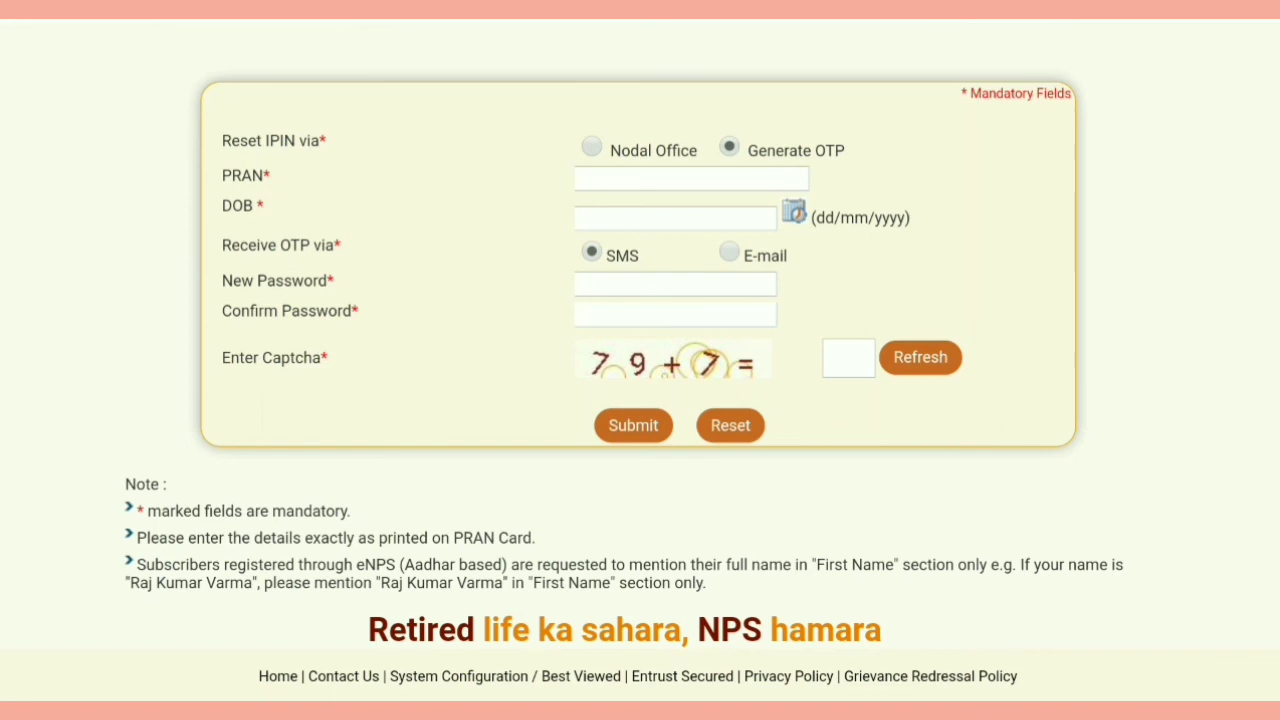 * Mandatory Fields
Reset IPIN via* Nodal Office Generate OTP
PRAN*
DOB * (dd/mm/yyyy)
Receive OTP via* SMS E-mail
New Password*
Confirm Password*
Enter Captcha* 7 9 + 7 = Refresh
Submit Reset
Note :
* marked fields are mandatory.
Please enter the details exactly as printed on PRAN Card.
Subscribers registered through eNPS (Aadhar based) are requested to mention their full name in "First Name" section only e.g. If your name is
"Raj Kumar Varma", please mention "Raj Kumar Varma" in "First Name" section only.
Retired life ka sahara, NPS hamara
Home | Contact Us | System Configuration / Best Viewed | Entrust Secured | Privacy Policy | Grievance Redressal Policy